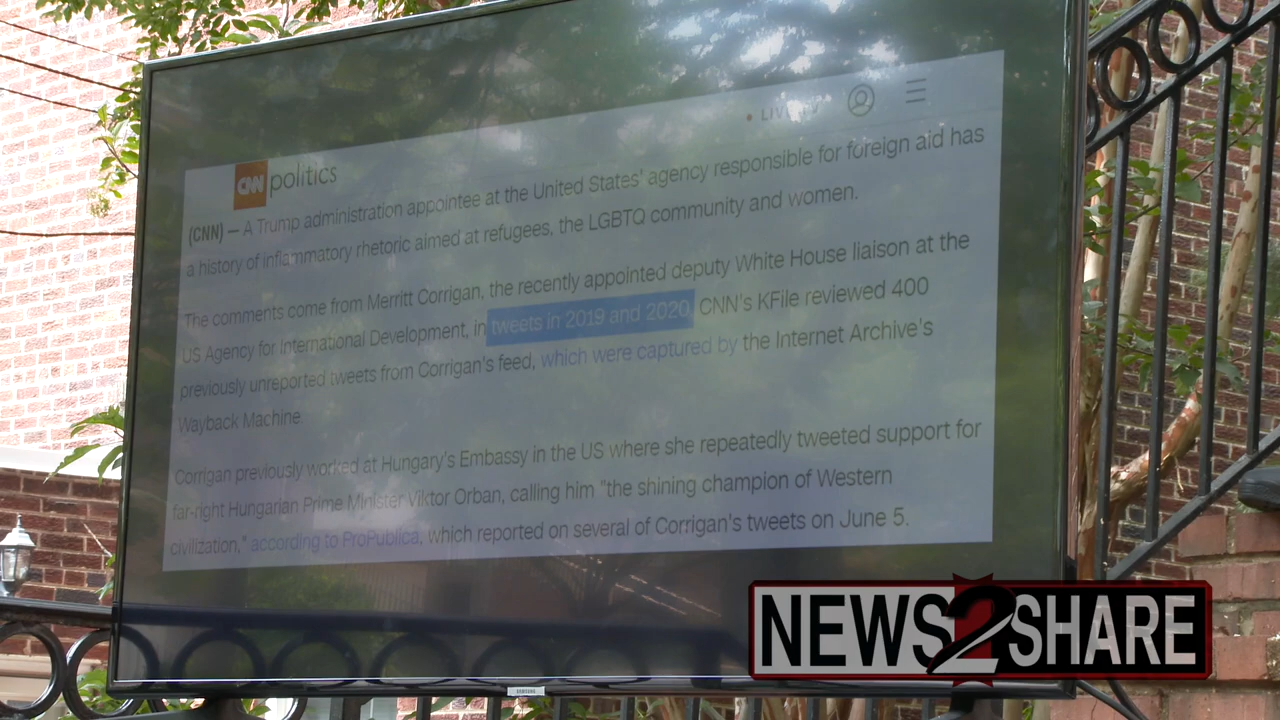 LIVE TV
CNN politics
(CNN) — A Trump administration appointee at the United States' agency responsible for foreign aid has
a history of inflammatory rhetoric aimed at refugees, the LGBTQ community and women.
The comments come from Merritt Corrigan, the recently appointed deputy White House liaison at the
US Agency for International Development, in tweets in 2019 and 2020. CNN's KFile reviewed 400
previously unreported tweets from Corrigan's feed, which were captured by the Internet Archive's
Wayback Machine.
Corrigan previously worked at Hungary's Embassy in the US where she repeatedly tweeted support for
far-right Hungarian Prime Minister Viktor Orban, calling him "the shining champion of Western
civilization," according to ProPublica, which reported on several of Corrigan's tweets on June 5.
SAMSUNG
NEWS2SHARE